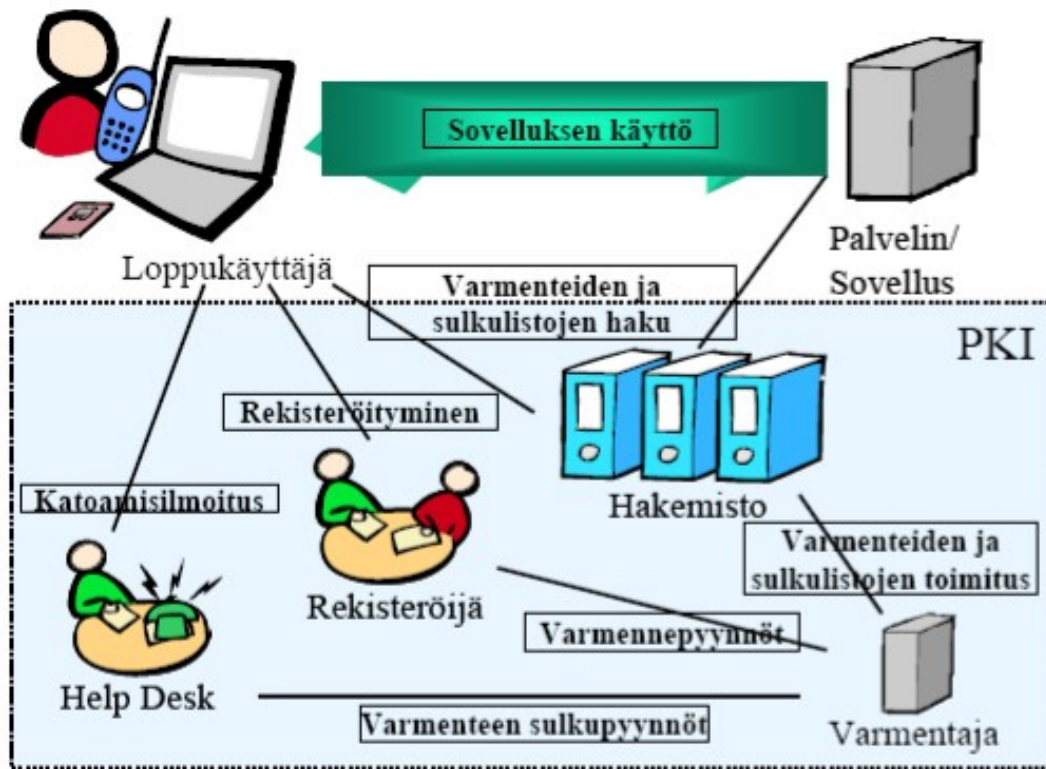 Sovelluksen käyttö
Palvelin/
Sovellus
Loppukäyttäjä
Varmenteiden ja
sulkulistojen haku
PKI
Rekisteröityminen
Katoamisilmoitus
Hakemisto
Varmenteiden ja
sulkulistojen toimitus
Rekisteröijä
Varmennepyynnöt
Help Desk
Varmenteen sulkupyynnöt
Varmentaja